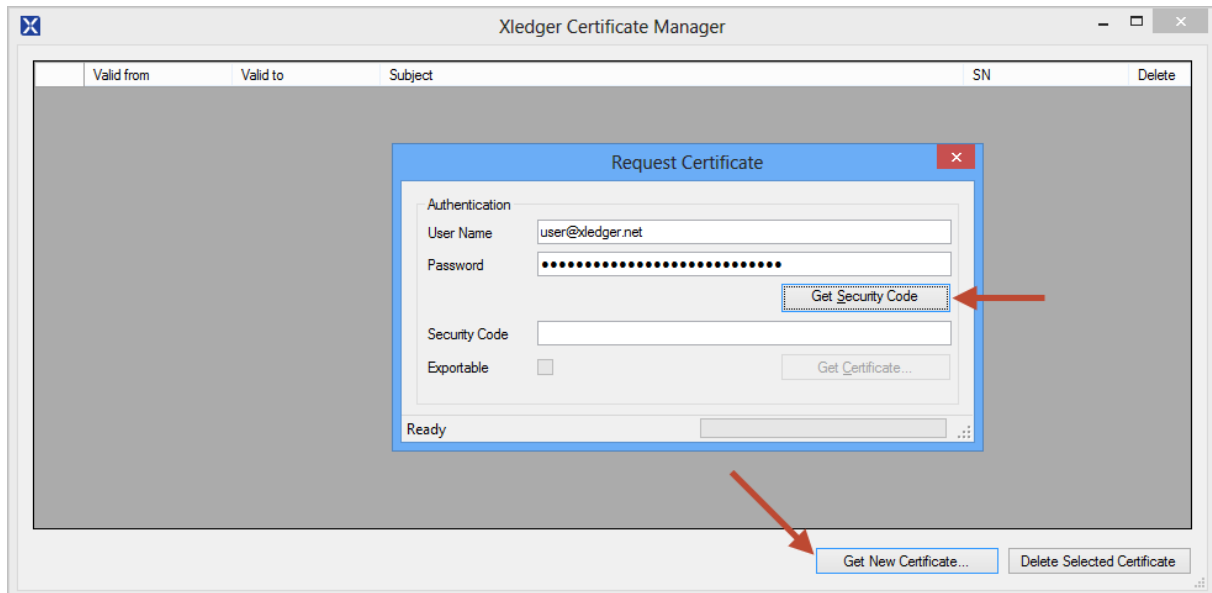 Xledger Certificate Manager
Valid from Valid to Subject SN Delete
Request Certificate
Authentication
User Name user@xledger.net
Password ••••••••••••••••••••••••••••
Get Security Code
Security Code
Exportable Get Certificate...
Ready
Get New Certificate... Delete Selected Certificate